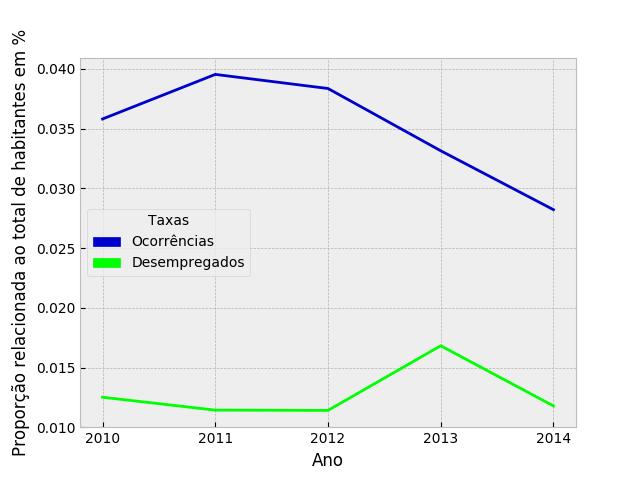 Proporção relacionada ao total de habitantes em %
0.040
0.035
0.030
0.025
0.020
0.015
0.010
Taxas
Ocorrências
Desempregados
2010 2011 2012 2013 2014
Ano